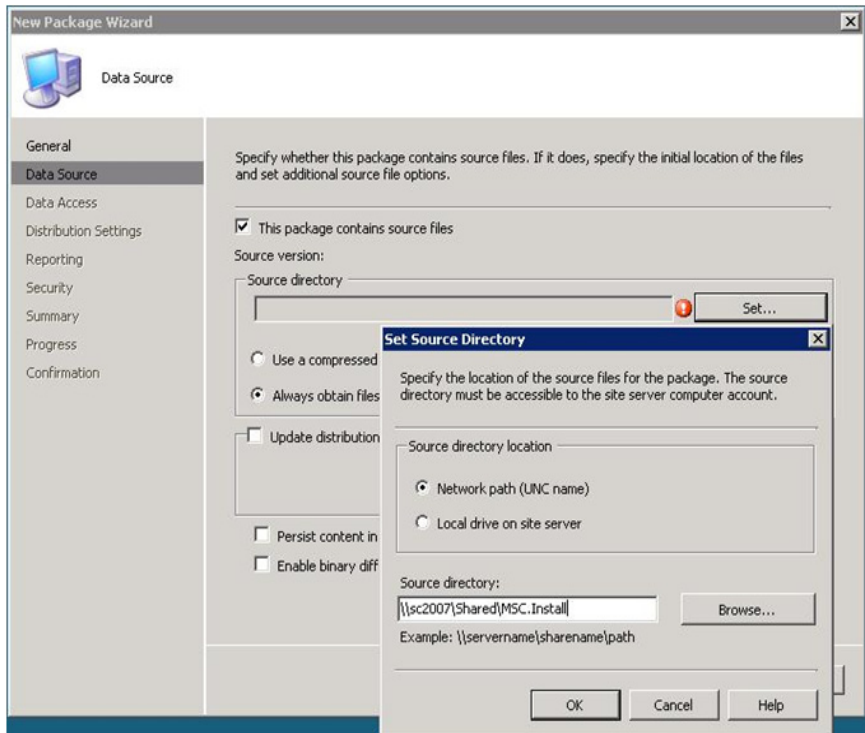 New Package Wizard
Data Source
General
Data Source
Data Access
Distribution Settings
Reporting
Security
Summary
Progress
Confirmation
Specify whether this package contains source files. If it does, specify the initial location of the files
and set additional source file options.
This package contains source files
Source version:
Source directory
Set...
Use a compressed
Always obtain files
Update distribution
Persist content in
Enable binary diff
Set Source Directory
Specify the location of the source files for the package. The source
directory must be accessible to the site server computer account.
Source directory location
Network path (UNC name)
Local drive on site server
Source directory:
\\sc2007\Shared\MSC.Install
Browse...
Example: \\servername\sharename\path
OK
Cancel
Help